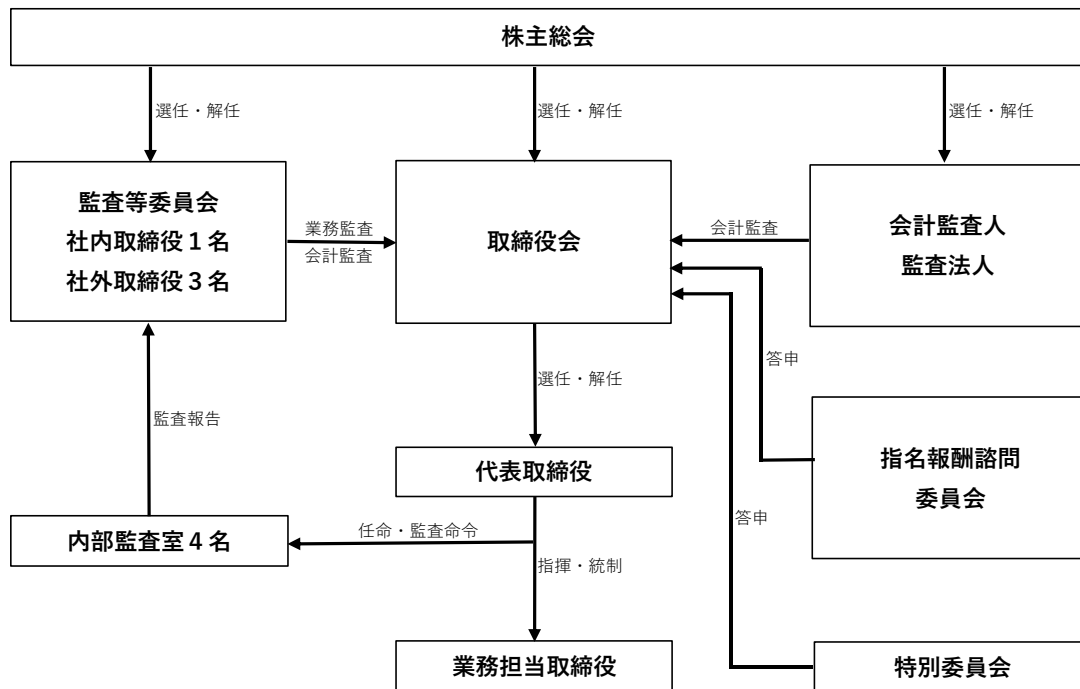 株主総会
選任・解任
選任・解任
選任・解任
監査等委員会
社内取締役１名
社外取締役３名
業務監査
会計監査
取締役会
会計監査
会計監査人
監査法人
答申
選任・解任
監査報告
代表取締役
指名報酬諮問
委員会
内部監査室４名
任命・監査命令
答申
指揮・統制
業務担当取締役
特別委員会